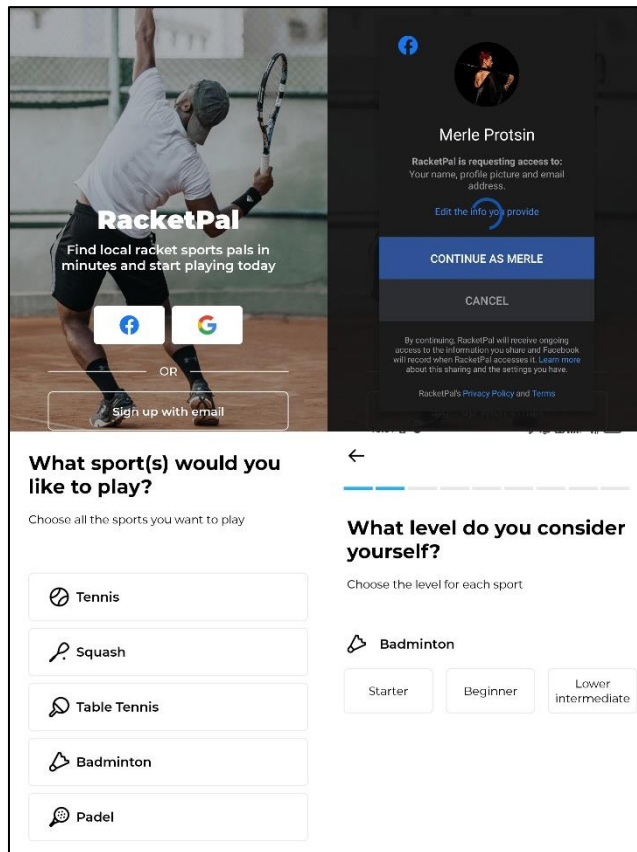 RacketPal
Find local racket sports pals in
minutes and start playing today
OR
Sign up with email
Merle Protsin
RacketPal is requesting access to:
Your name, profile picture and email
address.
Edit the info you provide
CONTINUE AS MERLE
CANCEL
By continuing, RacketPal will receive ongoing
access to the information you share and Facebook
will record when RacketPal accesses it. Learn more
about this sharing and the settings you have.
RacketPal's Privacy Policy and Terms
What sport(s) would you
like to play?
Choose all the sports you want to play
Tennis
Squash
Table Tennis
Badminton
Padel
What level do you consider
yourself?
Choose the level for each sport
Badminton
Starter
Beginner
Lower
intermediate